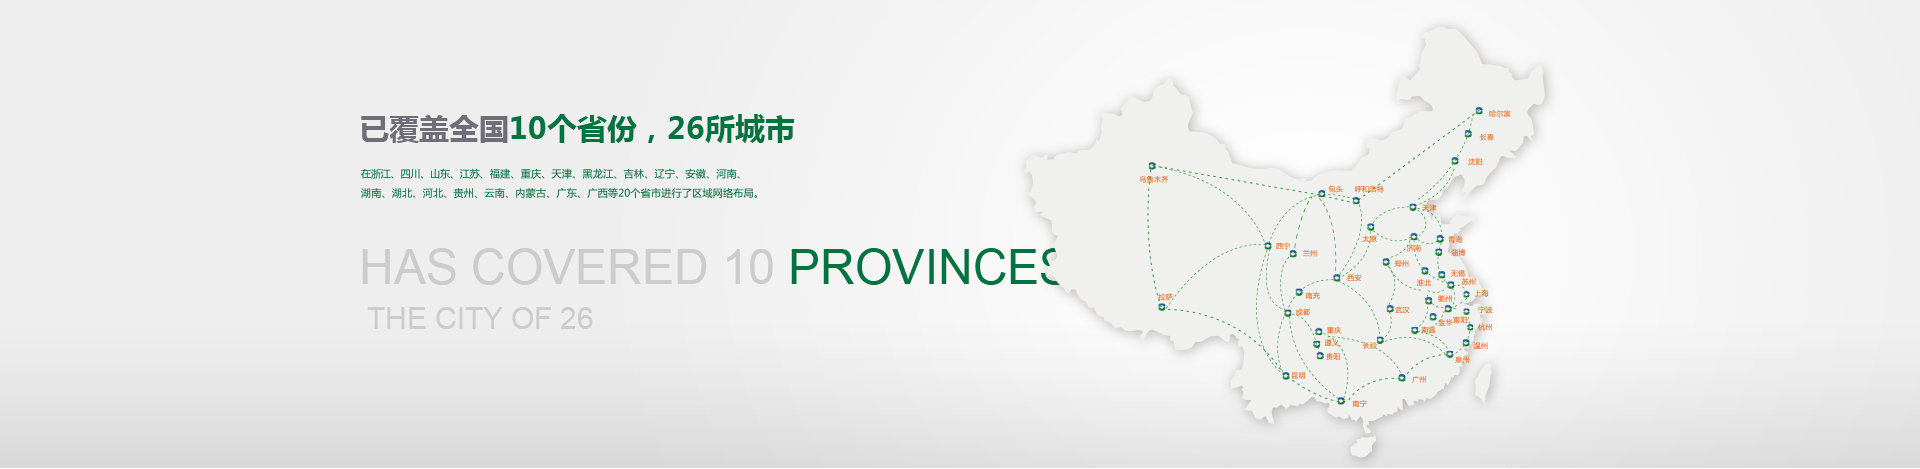 已覆盖全国10个省份，26所城市
在浙江、四川、山东、江苏、福建、重庆、天津、黑龙江、吉林、辽宁、安徽、河南、
湖南、湖北、河北、贵州、云南、内蒙古、广东、广西等20个省市进行了区域网络布局。
HAS COVERED 10 PROVINCES
THE CITY OF 26
哈尔滨
长春
沈阳
乌鲁木齐
包头
呼和浩特
天津
太原
青岛
济南
西宁
兰州
淄博
郑州
无锡
西安
淮北
苏州
拉萨
南充
上海
衢州
成都
武汉
宁波
富阳
金华
杭州
重庆
南昌
遵义
长沙
温州
贵阳
泉州
昆明
广州
南宁